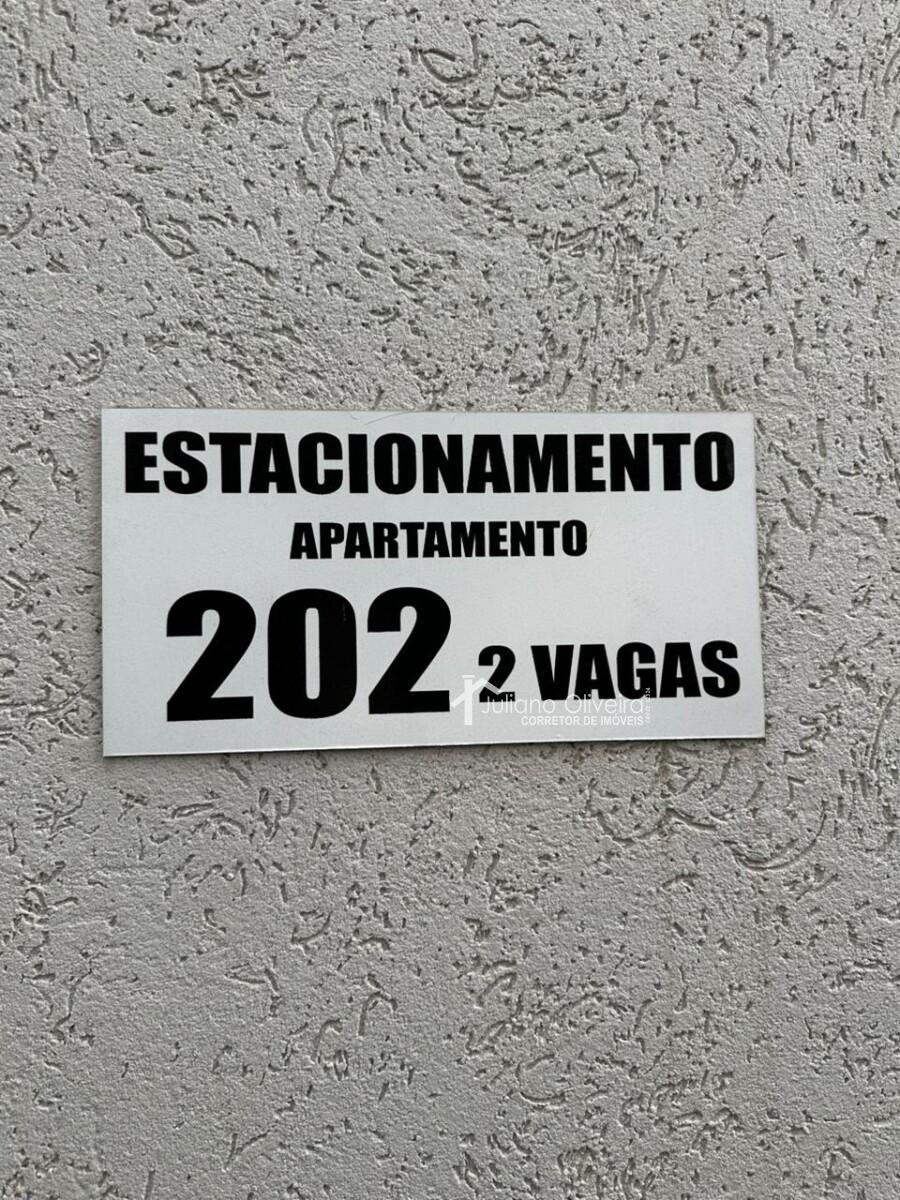 ESTACIONAMENTO
APARTAMENTO
202 2 VAGAS
Juliano Oliveira
CORRETOR DE IMÓVEIS